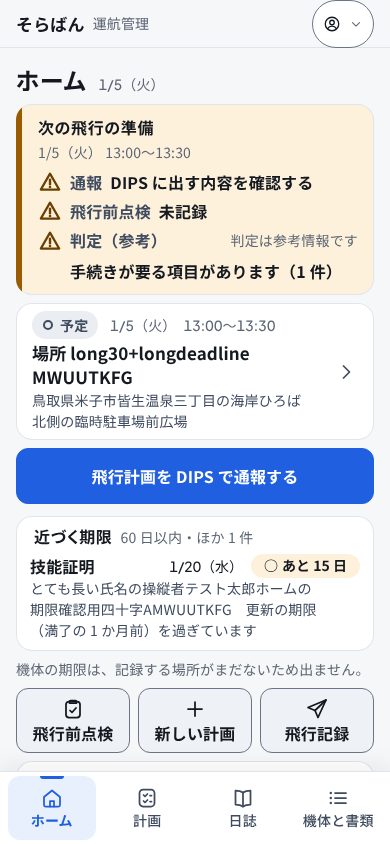 そらばん 運航管理
ホーム 1/5（火）
次の飛行の準備
1/5（火） 13:00〜13:30
通報 DIPS に出す内容を確認する
飛行前点検 未記録
判定（参考） 判定は参考情報です
手続きが要る項目があります（1 件）
予定 1/5（火） 13:00〜13:30
場所 long30+longdeadline
MWUUTKFG
鳥取県米子市皆生温泉三丁目の海岸ひろば
北側の臨時駐車場前広場
飛行計画を DIPS で通報する
近づく期限 60 日以内・ほか 1 件
技能証明 1/20（水） あと 15 日
とても長い氏名の操縦者テスト太郎ホームの
期限確認用四十字AMWUUTKFG 更新の期限
（満了の 1 か月前）を過ぎています
機体の期限は、記録する場所がまだないため出ません。
飛行前点検 新しい計画 飛行記録
ホーム 計画 日誌 機体と書類